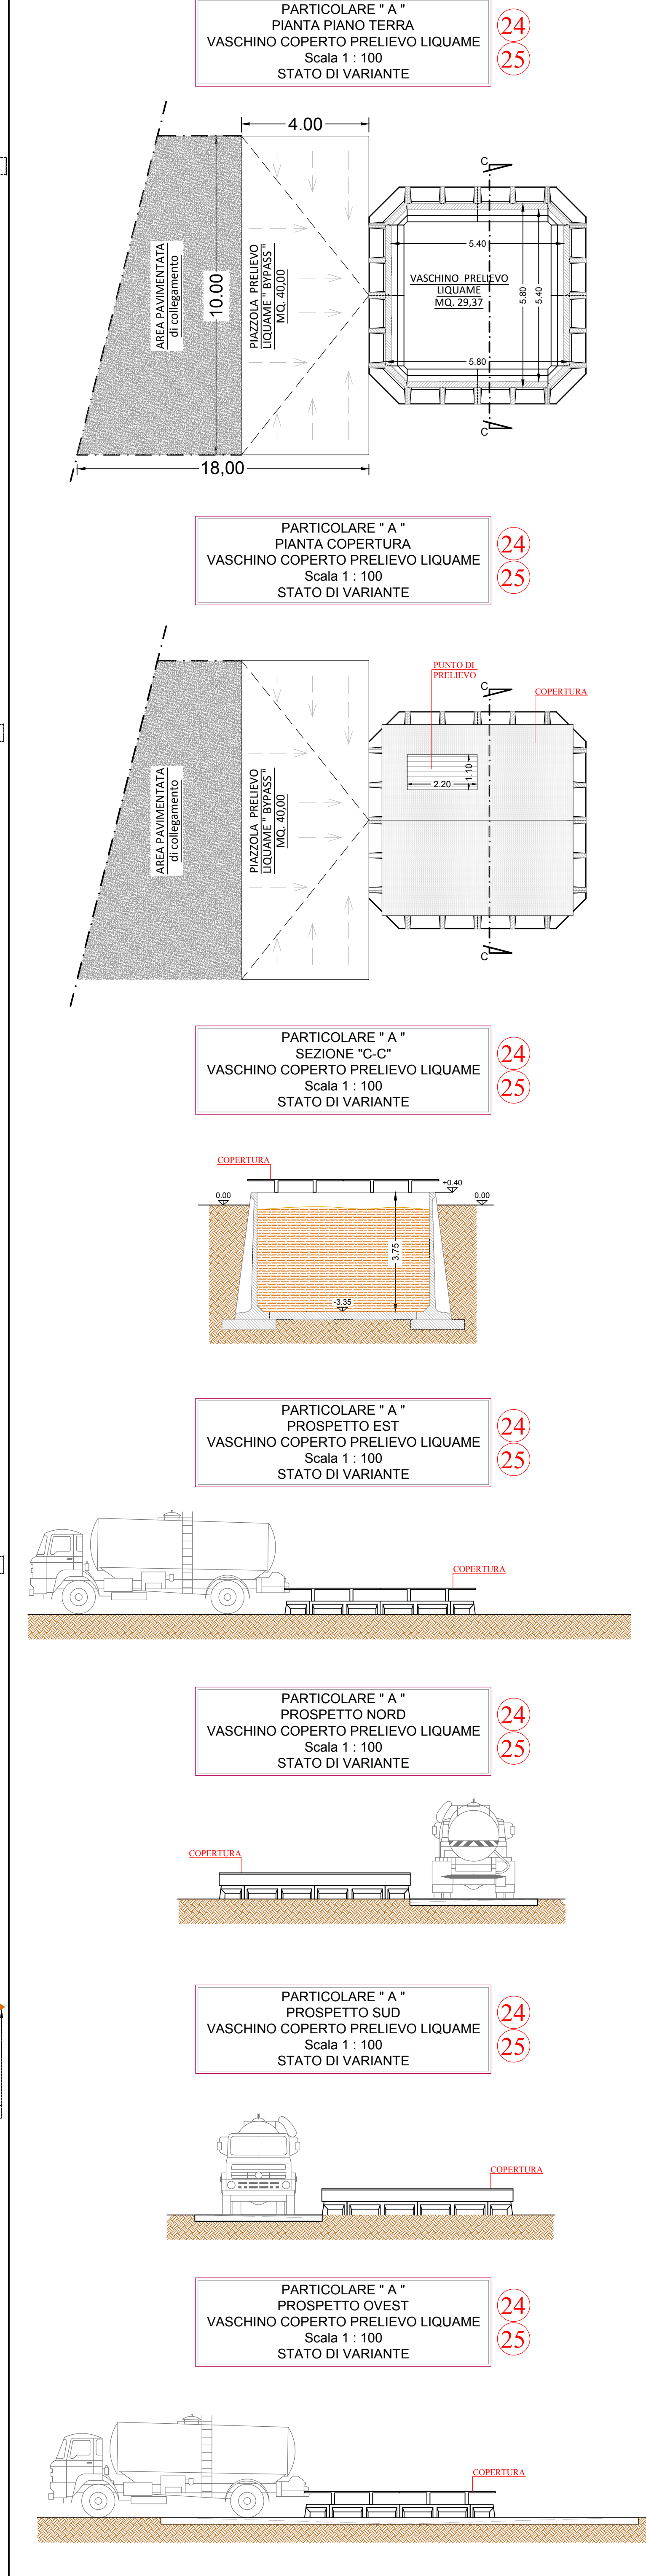 PARTICOLARE " A "
PIANTA PIANO TERRA
VASCHINO COPERTO PRELIEVO LIQUAME
Scala 1 : 100
STATO DI VARIANTE
24
25
4.00
C
AREA PAVIMENTATA
di collegamento
10.00
PIAZZOLA PRELIEVO
LIQUAME " BYPASS "
MQ. 40,00
5.40
VASCHINO PRELIEVO
LIQUAME
MQ. 29,37
5.80
5.40
5.80
C
18,00
PARTICOLARE " A "
PIANTA COPERTURA
VASCHINO COPERTO PRELIEVO LIQUAME
Scala 1 : 100
STATO DI VARIANTE
24
25
PUNTO DI
PRELIEVO
C
COPERTURA
AREA PAVIMENTATA
di collegamento
PIAZZOLA PRELIEVO
LIQUAME " BYPASS "
MQ. 40,00
1.10
2.20
C
PARTICOLARE " A "
SEZIONE "C-C"
VASCHINO COPERTO PRELIEVO LIQUAME
Scala 1 : 100
STATO DI VARIANTE
24
25
COPERTURA
+0.40
0.00
0.00
3.75
-3.35
PARTICOLARE " A "
PROSPETTO EST
VASCHINO COPERTO PRELIEVO LIQUAME
Scala 1 : 100
STATO DI VARIANTE
24
25
COPERTURA
PARTICOLARE " A "
PROSPETTO NORD
VASCHINO COPERTO PRELIEVO LIQUAME
Scala 1 : 100
STATO DI VARIANTE
24
25
COPERTURA
PARTICOLARE " A "
PROSPETTO SUD
VASCHINO COPERTO PRELIEVO LIQUAME
Scala 1 : 100
STATO DI VARIANTE
24
25
COPERTURA
PARTICOLARE " A "
PROSPETTO OVEST
VASCHINO COPERTO PRELIEVO LIQUAME
Scala 1 : 100
STATO DI VARIANTE
24
25
COPERTURA